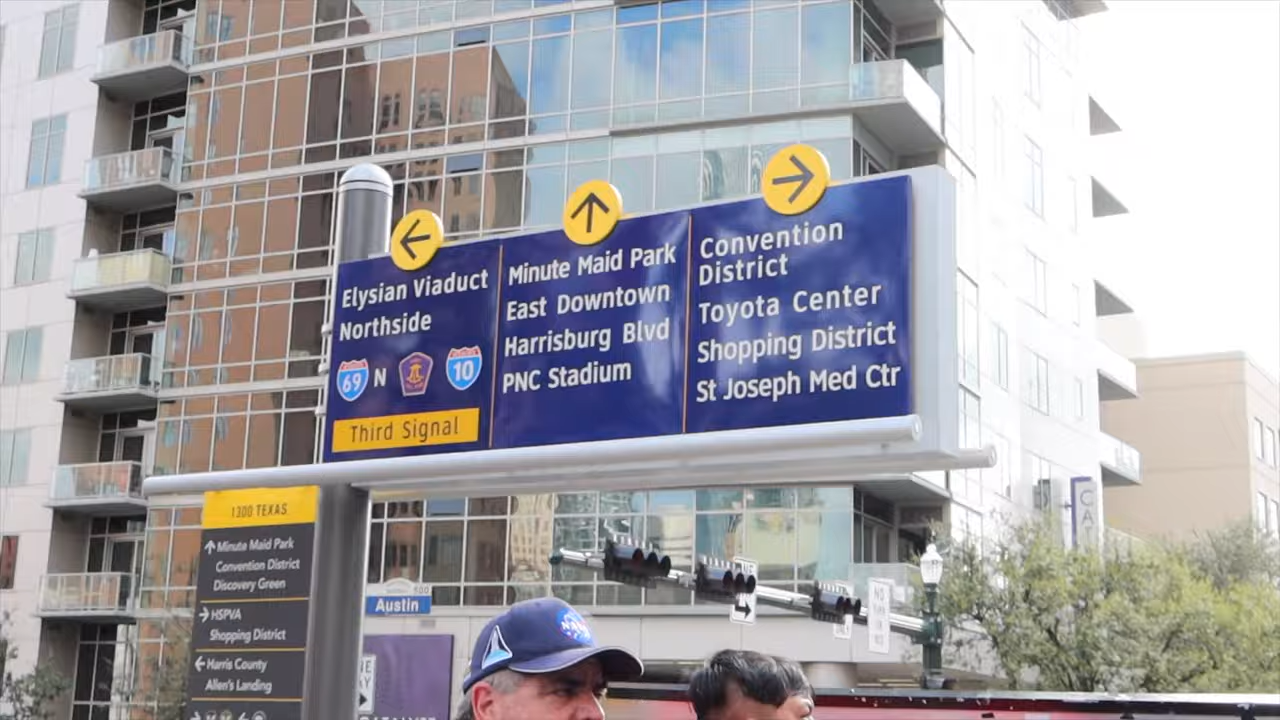 Elysian Viaduct
Northside
69 N 10
Third Signal
Minute Maid Park
East Downtown
Harrisburg Blvd
PNC Stadium
Convention
District
Toyota Center
Shopping District
St Joseph Med Ctr
1300 TEXAS
Minute Maid Park
Convention District
Discovery Green
HSPVA
Shopping District
Harris County
Allen's Landing
500
Austin
NASA